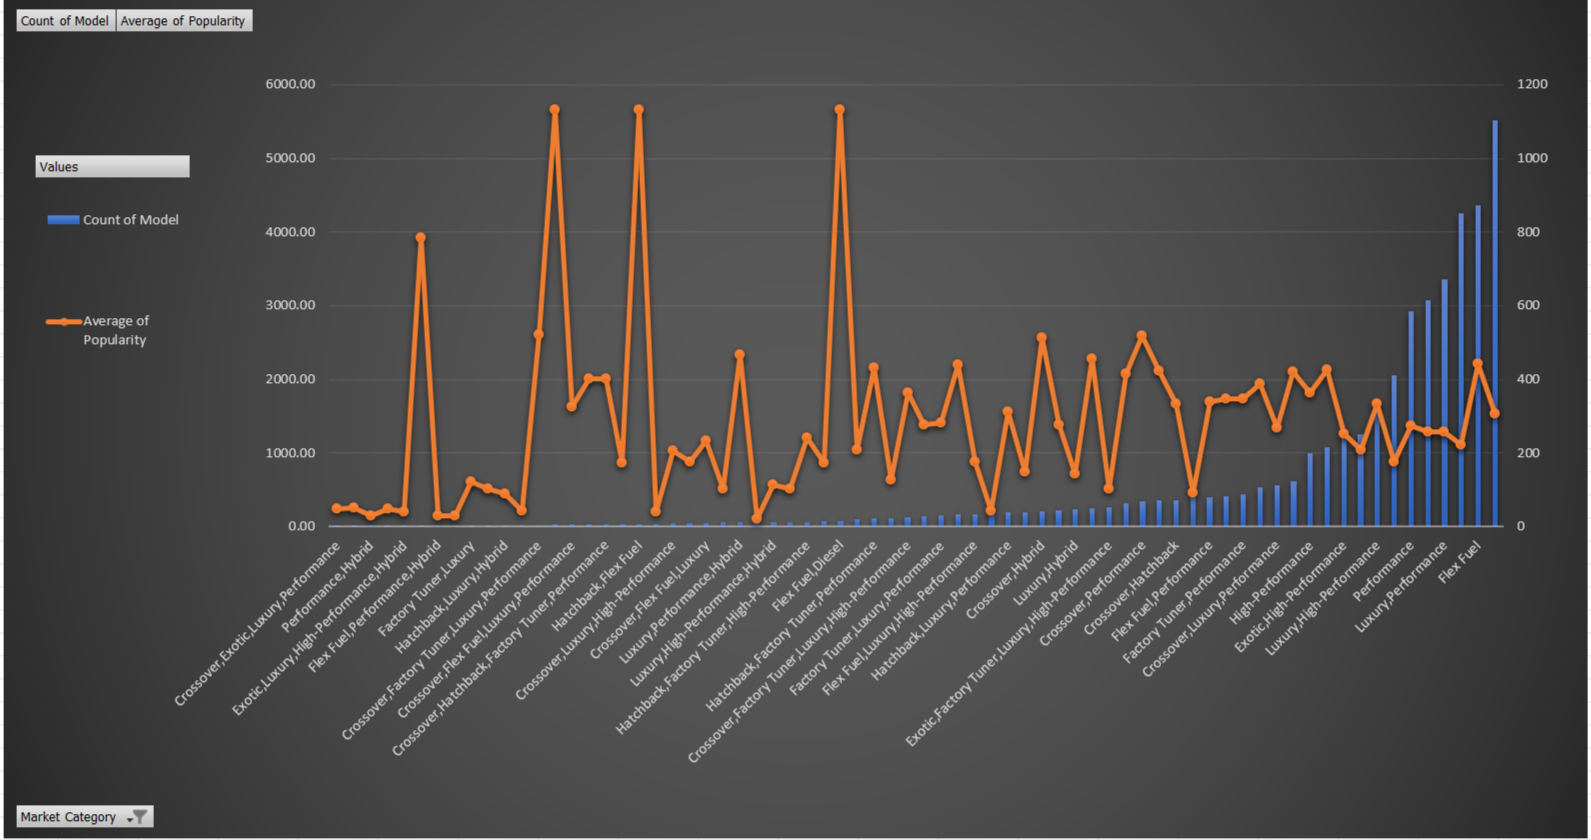 Count of Model
Average of Popularity
6000.00
5000.00
4000.00
3000.00
2000.00
1000.00
0.00
1200
1000
800
600
400
200
0
Values
Count of Model
Average of
Popularity
Crossover,Exotic,Luxury,Performance
Performance,Hybrid
Exotic,Luxury,High-Performance,Hybrid
Flex Fuel,Performance,Hybrid
Factory Tuner,Luxury
Hatchback,Luxury,Hybrid
Crossover,Factory Tuner,Luxury,Performance
Crossover,Flex Fuel,Luxury,Performance
Crossover,Hatchback,Factory Tuner,Performance
Hatchback,Flex Fuel
Crossover,Luxury,High-Performance
Crossover,Flex Fuel,Luxury
Luxury,Performance,Hybrid
Luxury,High-Performance,Hybrid
Hatchback,Factory Tuner,High-Performance
Flex Fuel,Diesel
Hatchback,Factory Tuner,Performance
Crossover,Factory Tuner,Luxury,High-Performance
Factory Tuner,Luxury,Performance
Flex Fuel,Luxury,High-Performance
Hatchback,Luxury,Performance
Crossover,Hybrid
Luxury,Hybrid
Exotic,Factory Tuner,Luxury,High-Performance
Crossover,Performance
Crossover,Hatchback
Flex Fuel,Performance
Factory Tuner,Performance
Crossover,Luxury,Performance
High-Performance
Exotic,High-Performance
Luxury,High-Performance
Performance
Luxury,Performance
Flex Fuel
Market Category